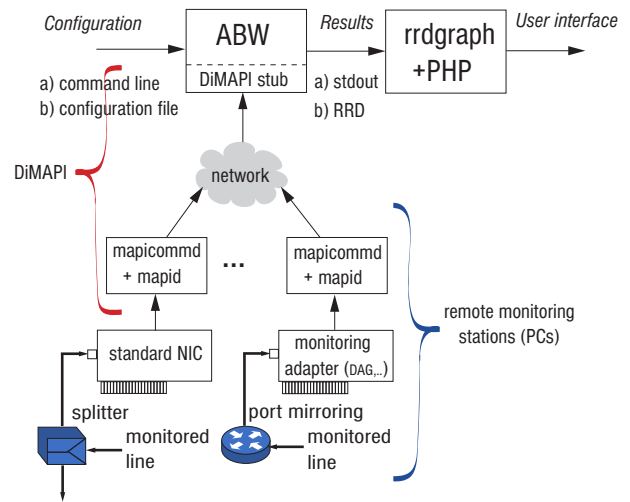 Configuration
ABW
Results
rrdgraph
+PHP
User interface
DiMAPI stub
a) command line
b) configuration file
a) stdout
b) RRD
DiMAPI
network
mapicommd
+ mapid
...
mapicommd
+ mapid
remote monitoring
stations (PCs)
standard NIC
monitoring
adapter (DAG,..)
splitter
port mirroring
monitored
line
monitored
line